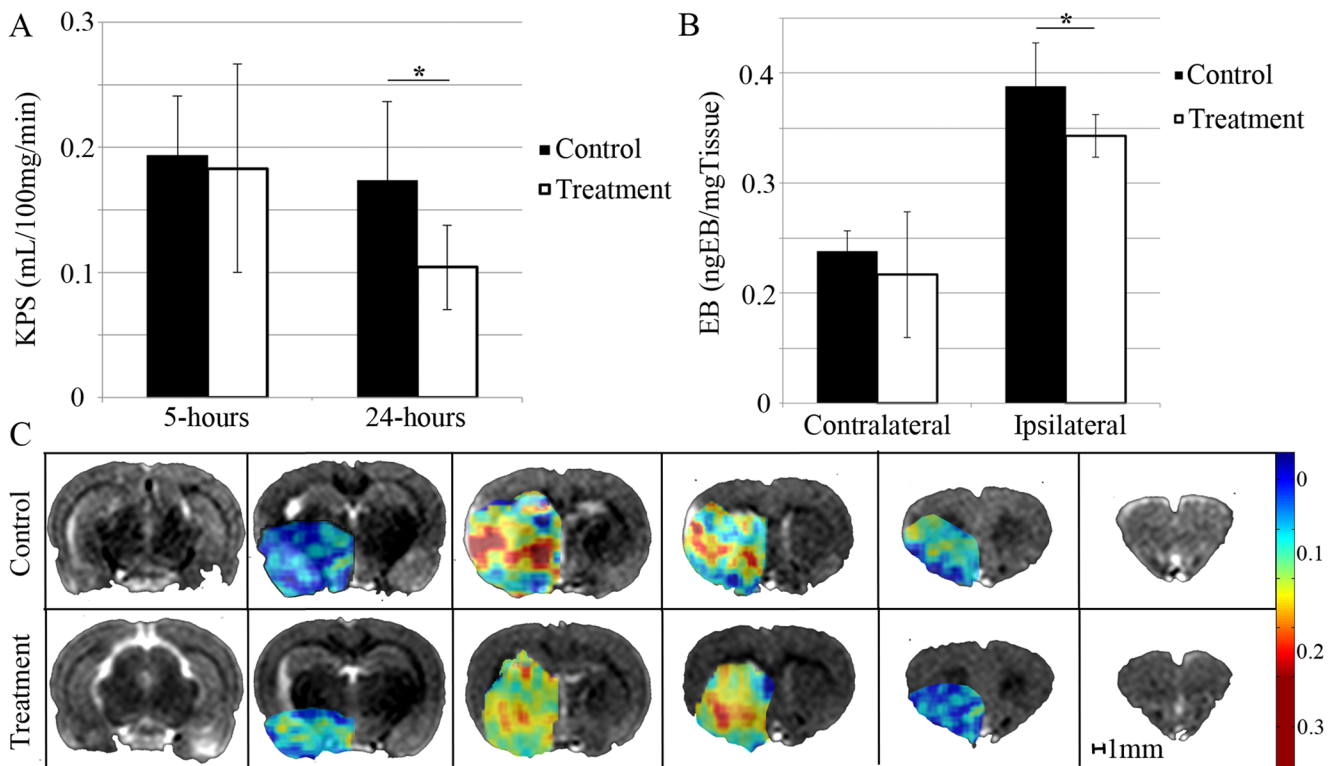 A
0.3
0.2
0.1
0
KPS (mL/100mg/min)
*
Control
Treatment
5-hours
24-hours
B
0.4
0.3
0.2
0
EB (ngEB/mgTissue)
*
Control
Treatment
Contralateral
Ipsilateral
C
Control
Treatment
0
0.1
0.2
0.3
1mm